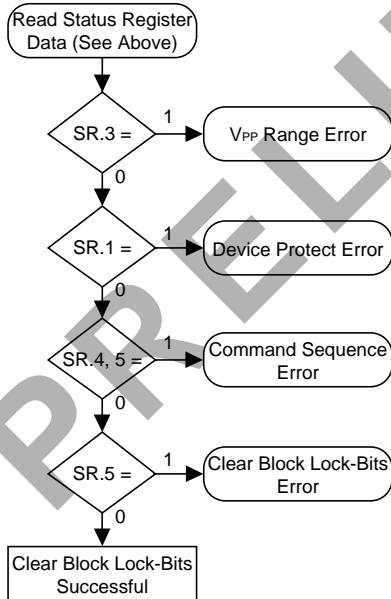 Read Status Register
Data (See Above)
SR.3 =
1
VPP Range Error
0
SR.1 =
1
Device Protect Error
0
SR.4, 5 =
1
Command Sequence
Error
0
SR.5 =
1
Clear Block Lock-Bits
Error
0
Clear Block Lock-Bits
Successful
PREL